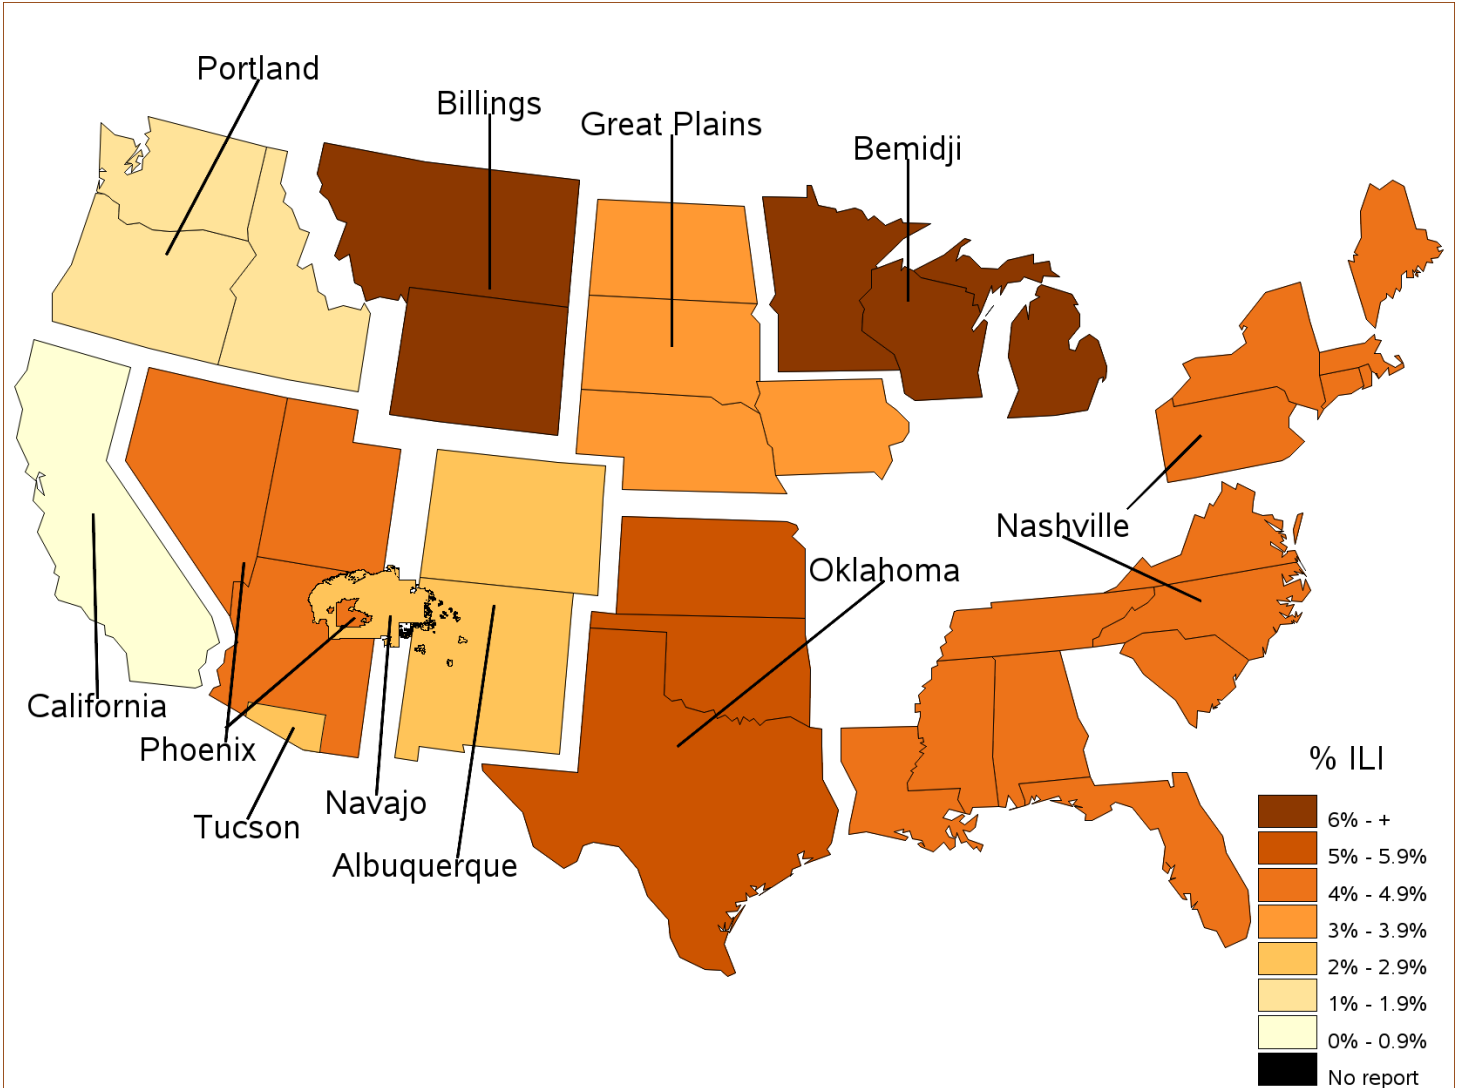 Portland
Billings
Great Plains
Bemidji
Nashville
Oklahoma
California
Phoenix
Navajo
Tucson
Albuquerque
% ILI
6% - +
5% - 5.9%
4% - 4.9%
3% - 3.9%
2% - 2.9%
1% - 1.9%
0% - 0.9%
No report